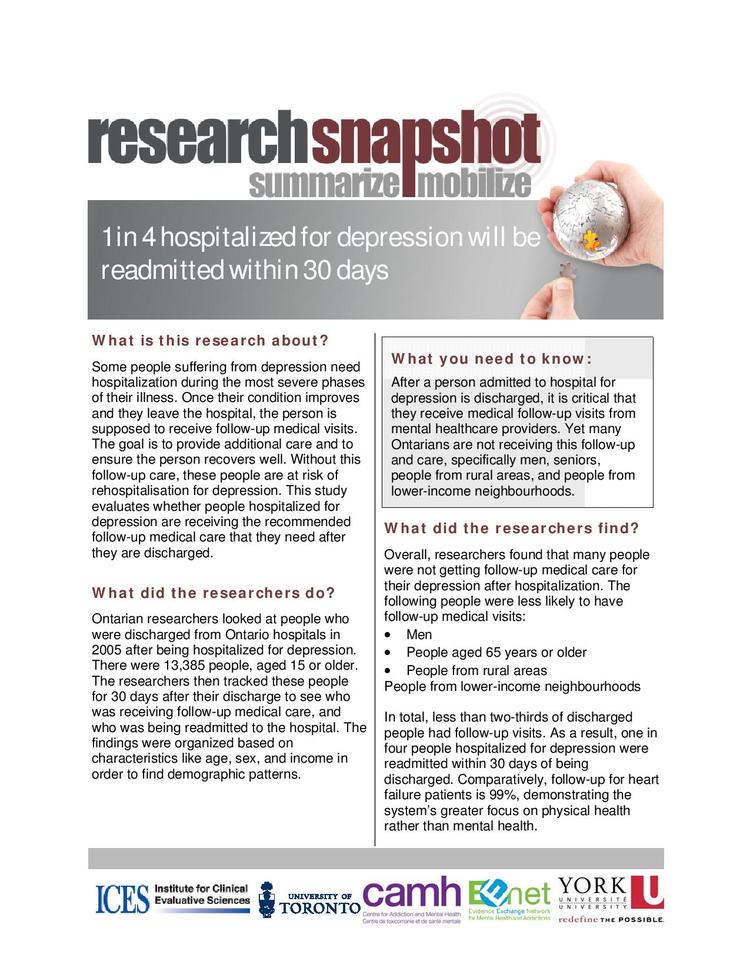 researchsnapshot
summarize mobilize
1 in 4 hospitalized for depression will be
readmitted within 30 days
What is this research about?
Some people suffering from depression need
hospitalization during the most severe phases
of their illness. Once their condition improves
and they leave the hospital, the person is
supposed to receive follow-up medical visits.
The goal is to provide additional care and to
ensure the person recovers well. Without this
follow-up care, these people are at risk of
rehospitalisation for depression. This study
evaluates whether people hospitalized for
depression are receiving the recommended
follow-up medical care that they need after
they are discharged.
What did the researchers do?
Ontarian researchers looked at people who
were discharged from Ontario hospitals in
2005 after being hospitalized for depression.
There were 13,385 people, aged 15 or older.
The researchers then tracked these people
for 30 days after their discharge to see who
was receiving follow-up medical care, and
who was being readmitted to the hospital. The
findings were organized based on
characteristics like age, sex, and income in
order to find demographic patterns.
What you need to know:
After a person admitted to hospital for
depression is discharged, it is critical that
they receive medical follow-up visits from
mental healthcare providers. Yet many
Ontarians are not receiving this follow-up
and care, specifically men, seniors,
people from rural areas, and people from
lower-income neighbourhoods.
What did the researchers find?
Overall, researchers found that many people
were not getting follow-up medical care for
their depression after hospitalization. The
following people were less likely to have
follow-up medical visits:
• Men
• People aged 65 years or older
• People from rural areas
People from lower-income neighbourhoods
In total, less than two-thirds of discharged
people had follow-up visits. As a result, one in
four people hospitalized for depression were
readmitted within 30 days of being
discharged. Comparatively, follow-up for heart
failure patients is 99%, demonstrating the
system's greater focus on physical health
rather than mental health.
ICES Institute for Clinical
Evaluative Sciences
UNIVERSITY OF
TORONTO
camh
Centre for Addiction and Mental Health
Centre de toxicomanie et de santé mentale
EEnet
Evidence Exchange Network
for Mental Health and Addictions
YORK U
UNIVERSITÉ
UNIVERSITY
redefine THE POSSIBLE.